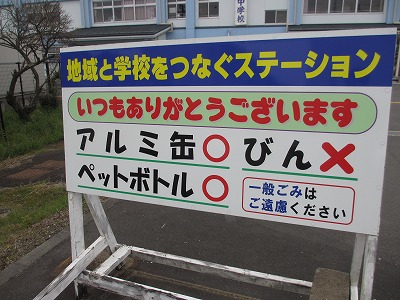 中学校
地域と学校をつなぐステーション
いつもありがとうございます
アルミ缶○ びん×
ペットボトル○
一般ごみは
ご遠慮ください